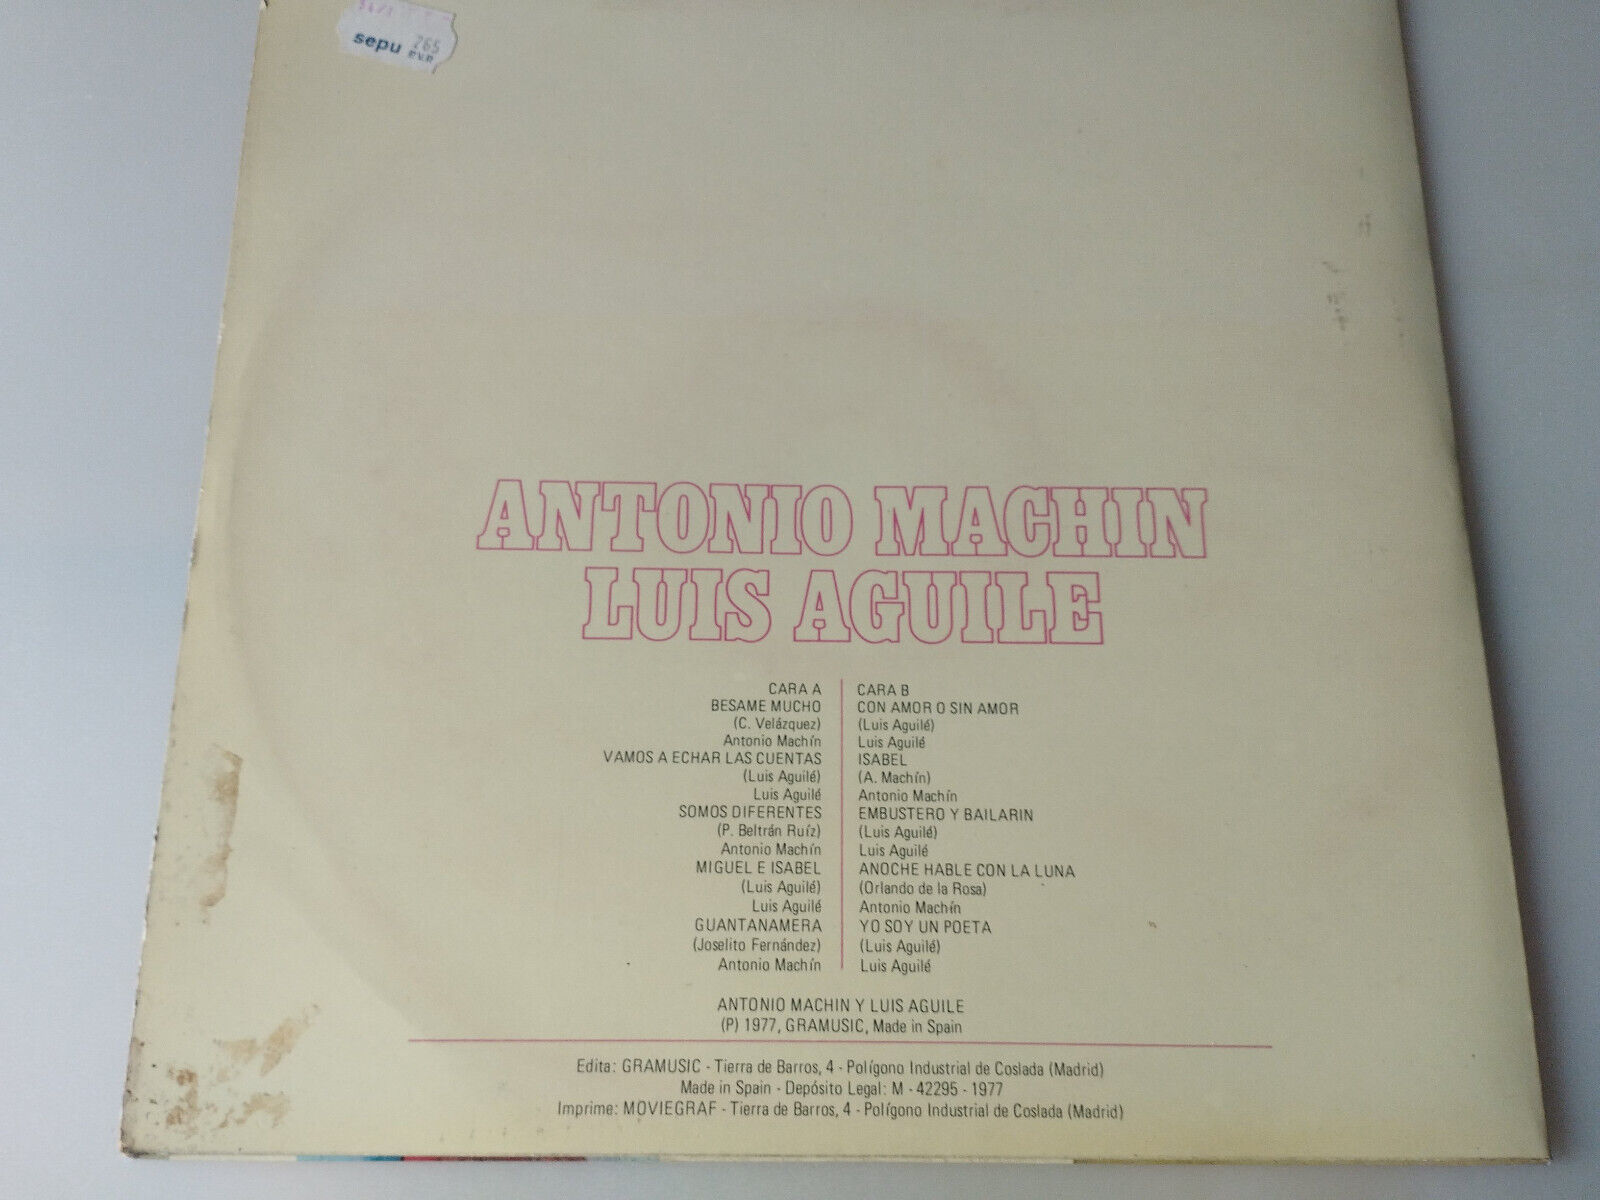 sepu 265
P.V.P.
ANTONIO MACHIN
LUIS AGUILE
CARA A
BESAME MUCHO
(C. Velázquez)
Antonio Machín
VAMOS A ECHAR LAS CUENTAS
(Luis Aguilé)
Luis Aguilé
SOMOS DIFERENTES
(P. Beltrán Ruíz)
Antonio Machín
MIGUEL E ISABEL
(Luis Aguilé)
Luis Aguilé
GUANTANAMERA
(Joselito Fernández)
Antonio Machín
CARA B
CON AMOR O SIN AMOR
(Luis Aguilé)
Luis Aguilé
ISABEL
(A. Machín)
Antonio Machín
EMBUSTERO Y BAILARIN
(Luis Aguilé)
Luis Aguilé
ANOCHE HABLE CON LA LUNA
(Orlando de la Rosa)
Antonio Machín
YO SOY UN POETA
(Luis Aguilé)
Luis Aguilé
ANTONIO MACHIN Y LUIS AGUILE
(P) 1977, GRAMUSIC, Made in Spain
Edita: GRAMUSIC - Tierra de Barros, 4 - Polígono Industrial de Coslada (Madrid)
Made in Spain - Depósito Legal: M - 42295 - 1977
Imprime: MOVIEGRAF - Tierra de Barros, 4 - Polígono Industrial de Coslada (Madrid)